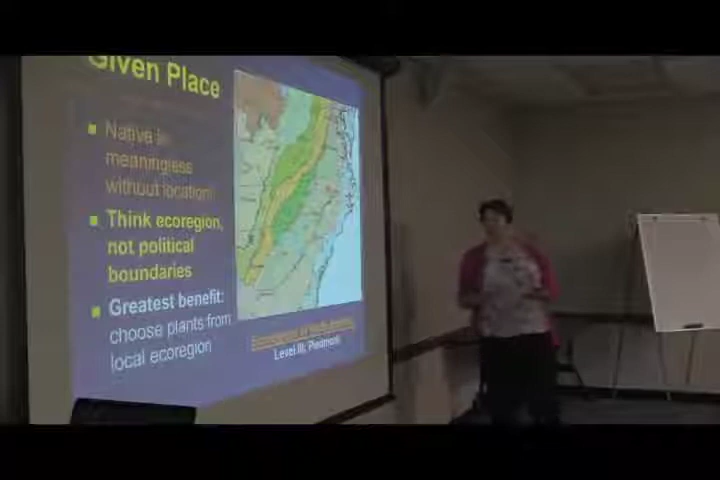 Given Place
Native is
meaningless
without location!
Think ecoregion,
not political
boundaries
Greatest benefit:
choose plants from
local ecoregion
Level III: Piedmont